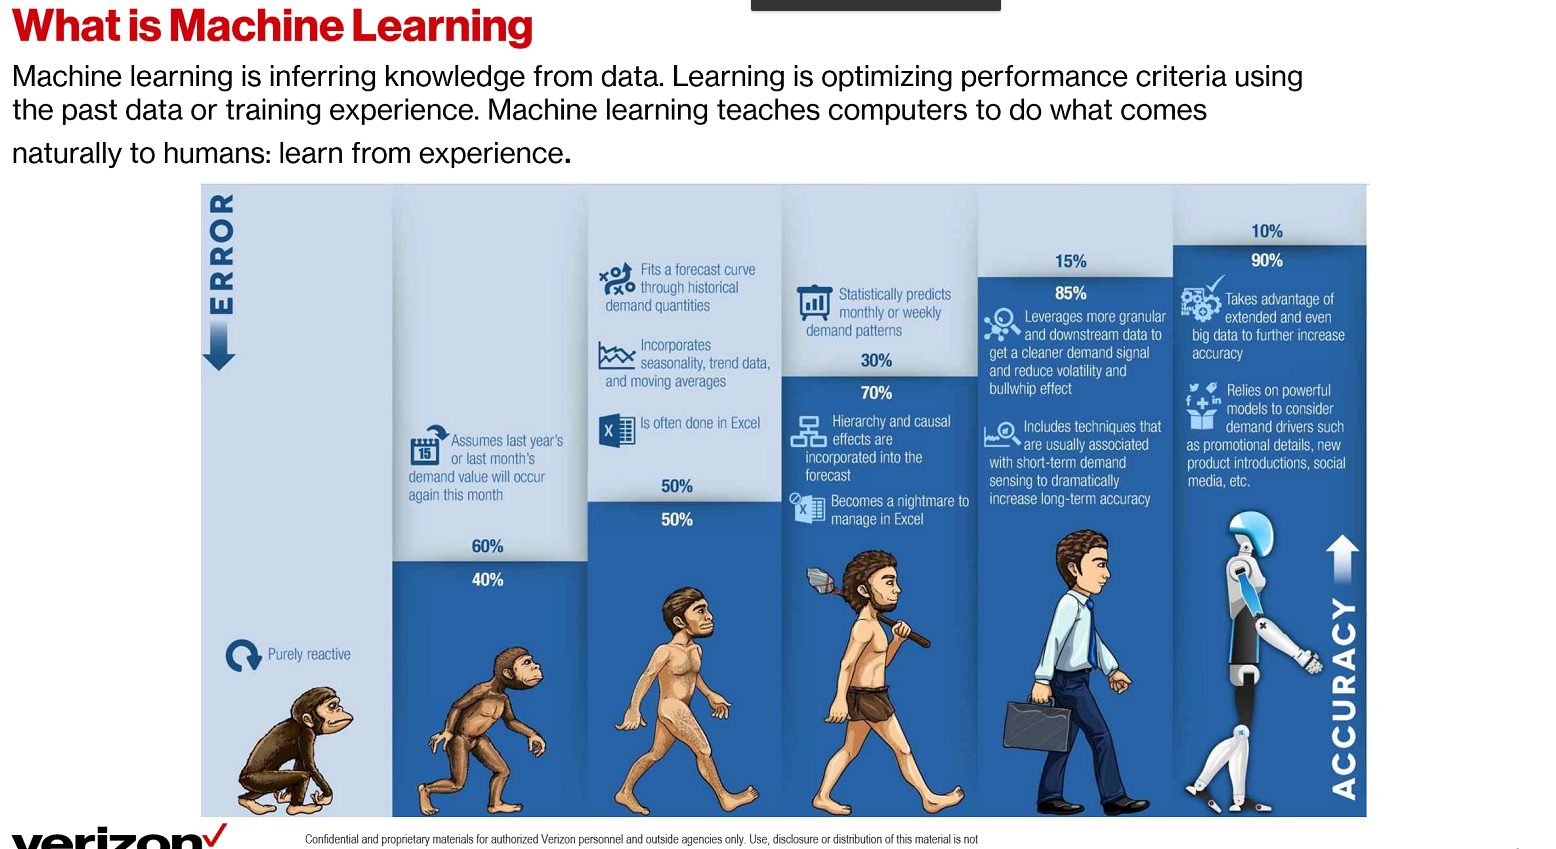 What is Machine Learning
Machine learning is inferring knowledge from data. Learning is optimizing performance criteria using
the past data or training experience. Machine learning teaches computers to do what comes
naturally to humans: learn from experience.
ERROR
Purely reactive
15
Assumes last year's
or last month's
demand value will occur
again this month
60%
40%
Fits a forecast curve
through historical
demand quantities
Incorporates
seasonality, trend data,
and moving averages
X
Is often done in Excel
50%
50%
Statistically predicts
monthly or weekly
demand patterns
30%
70%
Hierarchy and causal
effects are
incorporated into the
forecast
X
Becomes a nightmare to
manage in Excel
15%
85%
Leverages more granular
and downstream data to
get a cleaner demand signal
and reduce volatility and
bullwhip effect
Includes techniques that
are usually associated
with short-term demand
sensing to dramatically
increase long-term accuracy
10%
90%
Takes advantage of
extended and even
big data to further increase
accuracy
f
in
Relies on powerful
models to consider
demand drivers such
as promotional details, new
product introductions, social
media, etc.
ACCURACY
verizon
Confidential and proprietary materials for authorized Verizon personnel and outside agencies only. Use, disclosure or distribution of this material is not